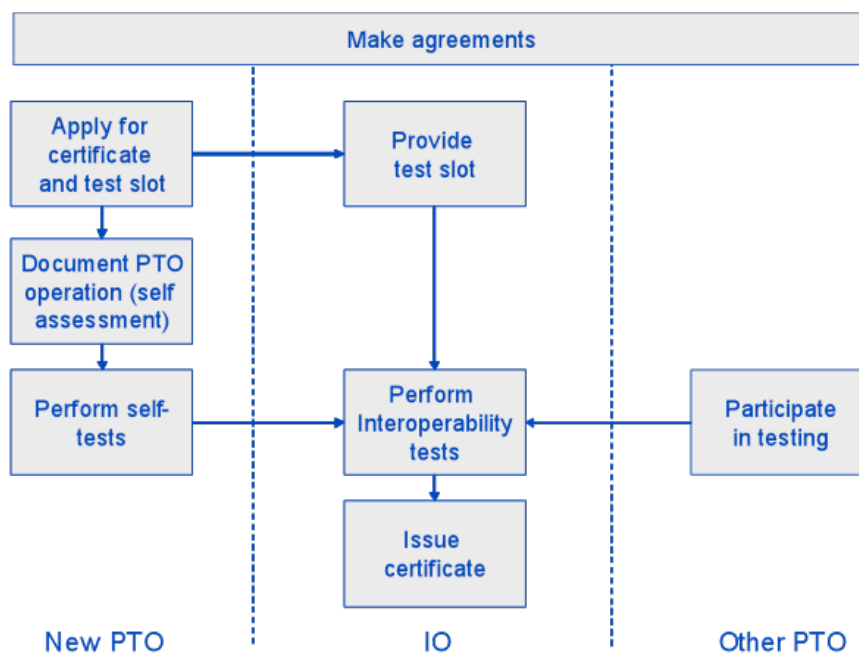 Make agreements
Apply for
certificate
and test slot
Provide
test slot
Document PTO
operation (self
assessment)
Perform self-
tests
Perform
Interoperability
tests
Participate
in testing
Issue
certificate
New PTO
IO
Other PTO